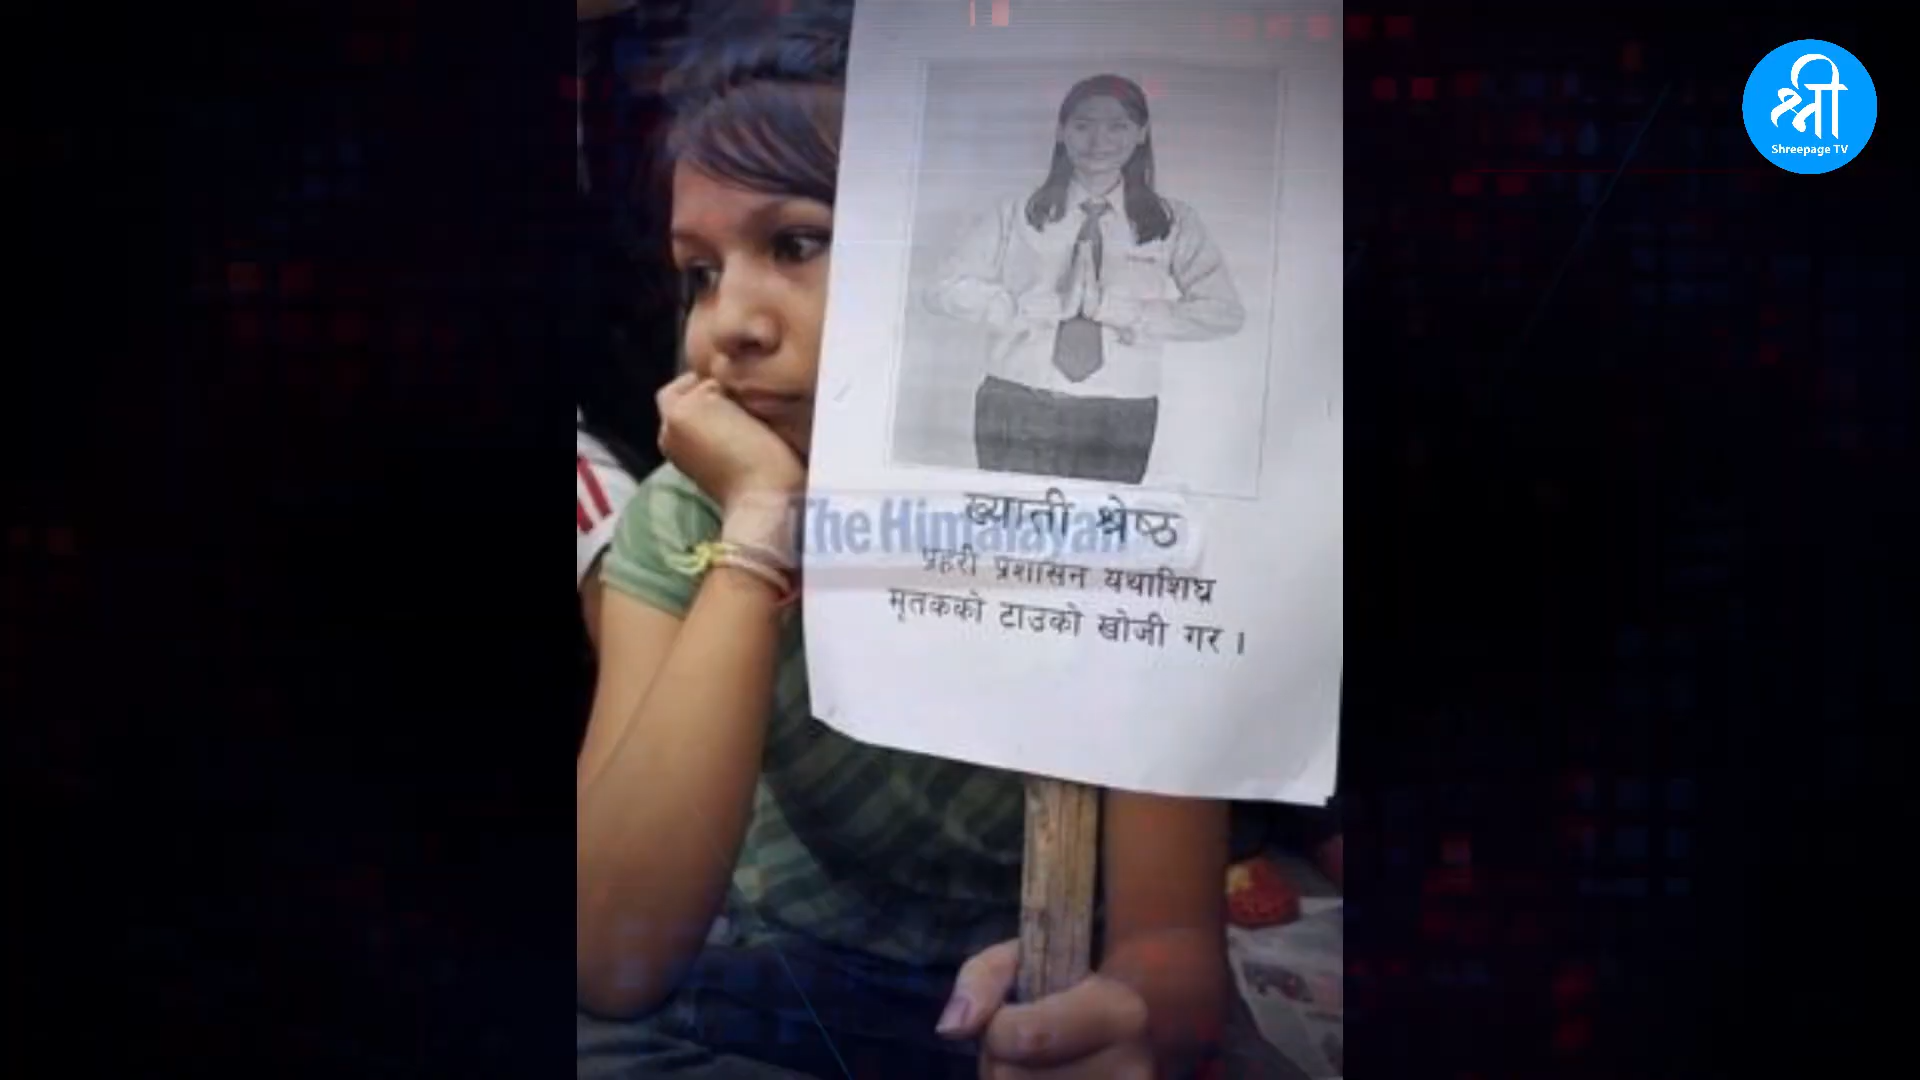 श्री
Shreepage TV
The Himalayan
ख्याती श्रेष्ठ
प्रहरी प्रशासन यथाशिघ्र
मृतकको टाउको खोजी गर ।